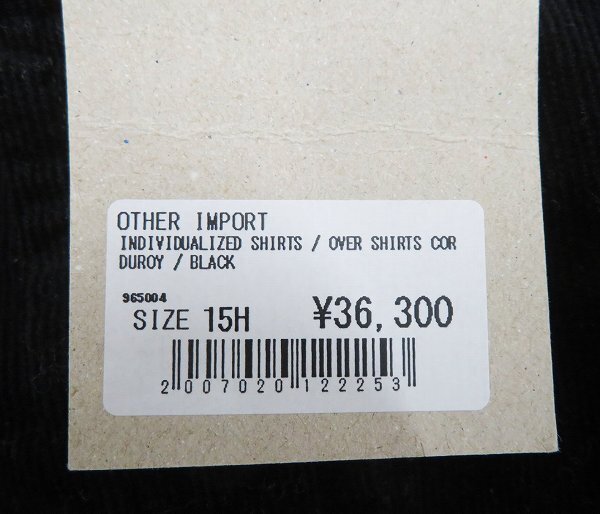 OTHER IMPORT
INDIVIDUALIZED SHIRTS / OVER SHIRTS COR
DUROY / BLACK
965004
SIZE 15H ¥36,300
2007020122253